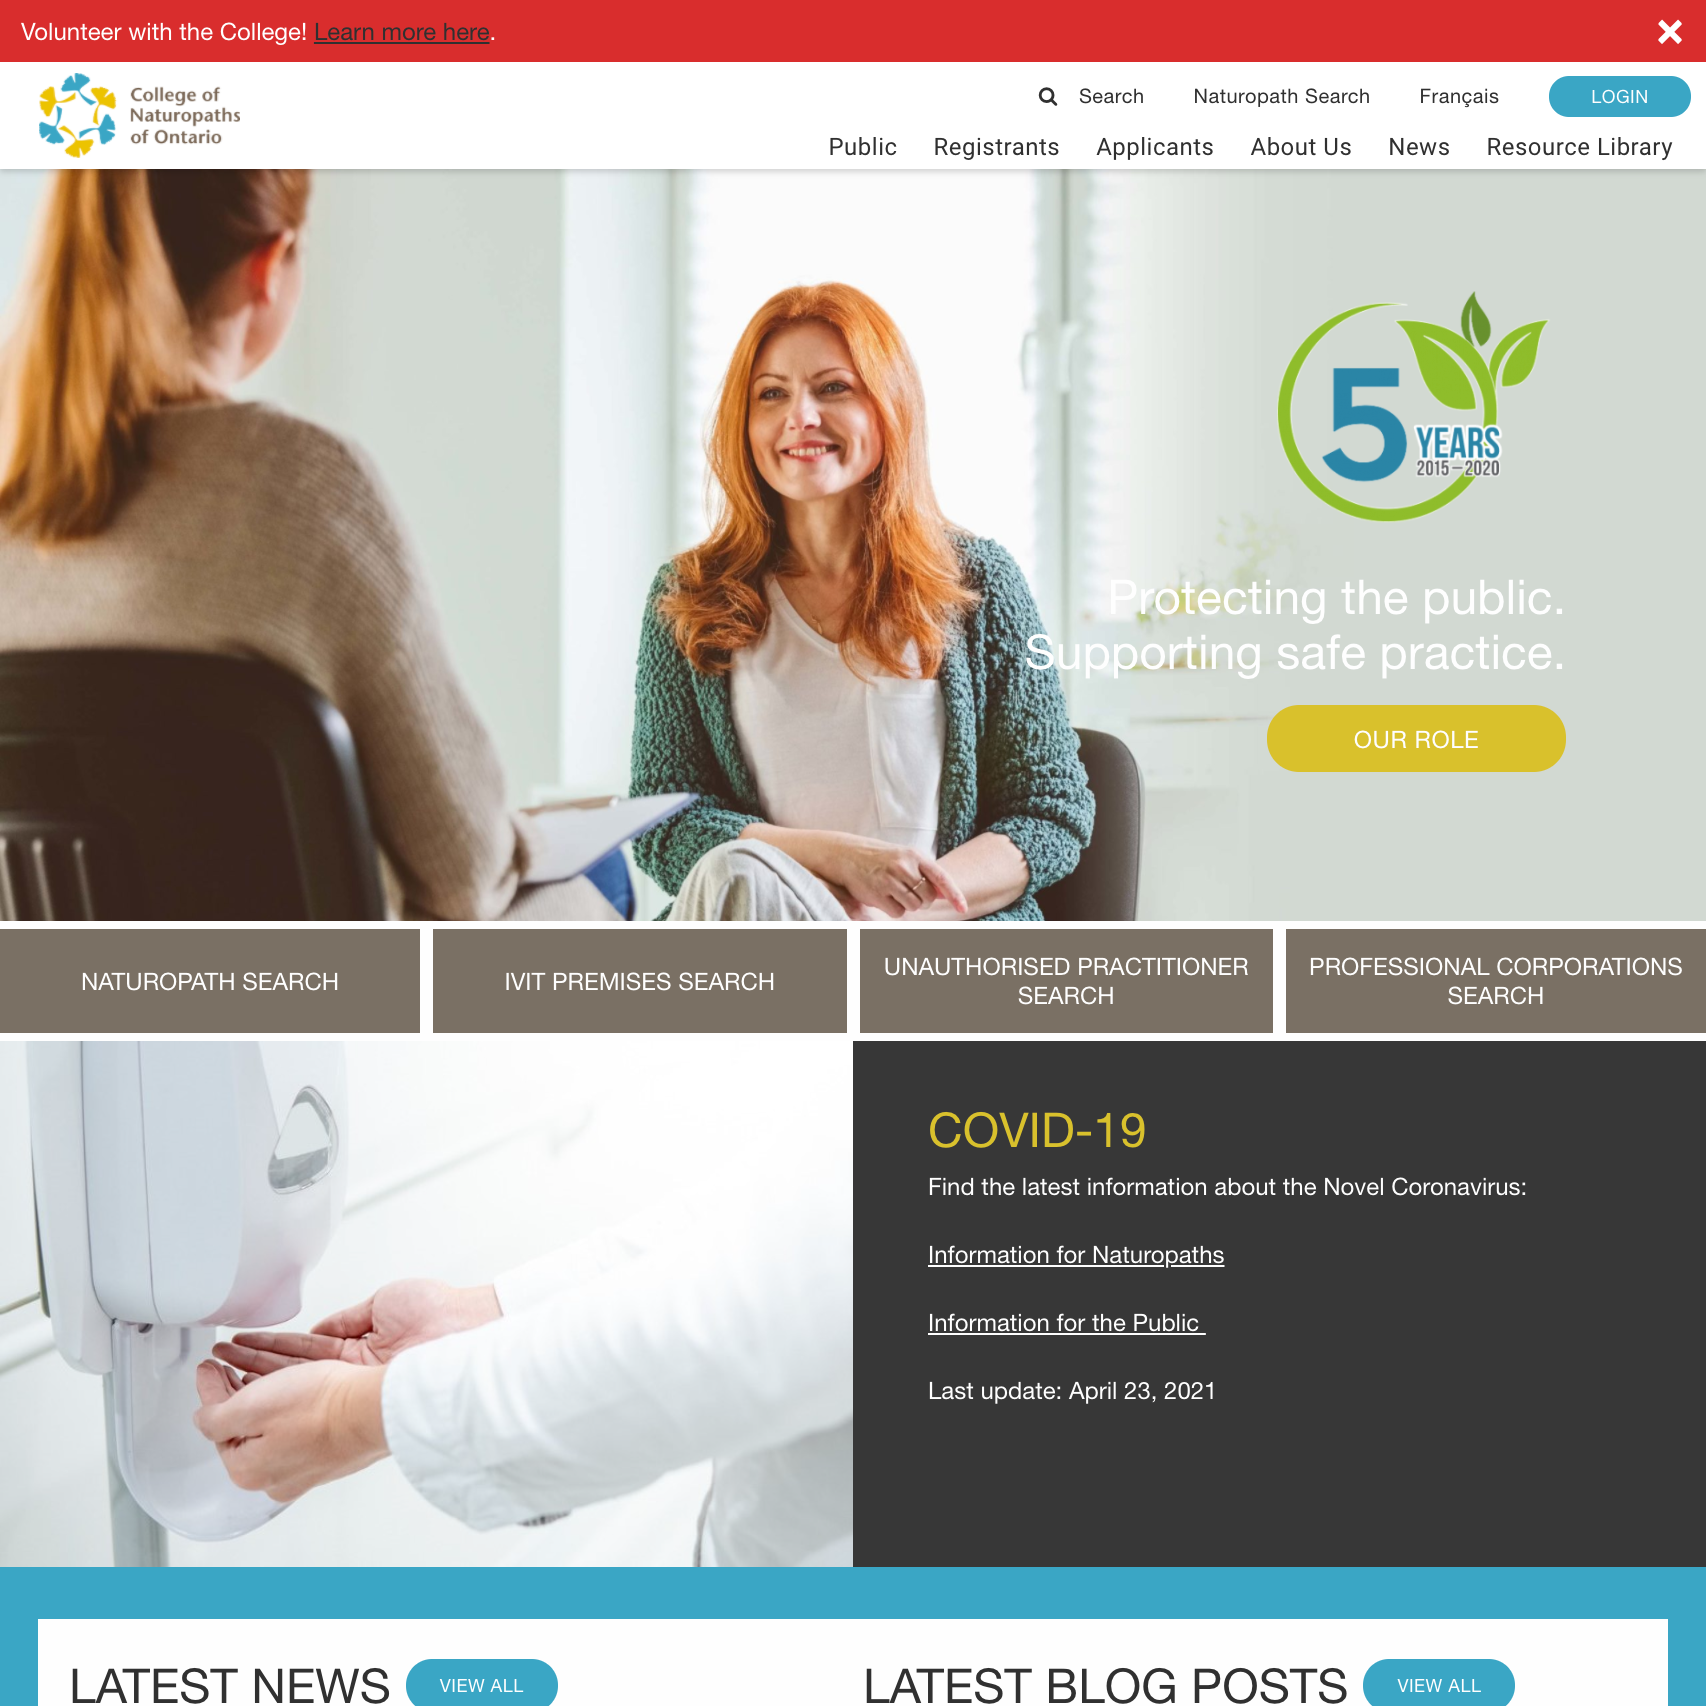 Volunteer with the College! Learn more here.
College of
Naturopaths
of Ontario
Search
Naturopath Search
Français
LOGIN
Public
Registrants
Applicants
About Us
News
Resource Library
5 YEARS
2015–2020
Protecting the public.
Supporting safe practice.
OUR ROLE
NATUROPATH SEARCH
IVIT PREMISES SEARCH
UNAUTHORISED PRACTITIONER
SEARCH
PROFESSIONAL CORPORATIONS
SEARCH
COVID-19
Find the latest information about the Novel Coronavirus:
Information for Naturopaths
Information for the Public
Last update: April 23, 2021
LATEST NEWS
VIEW ALL
LATEST BLOG POSTS
VIEW ALL